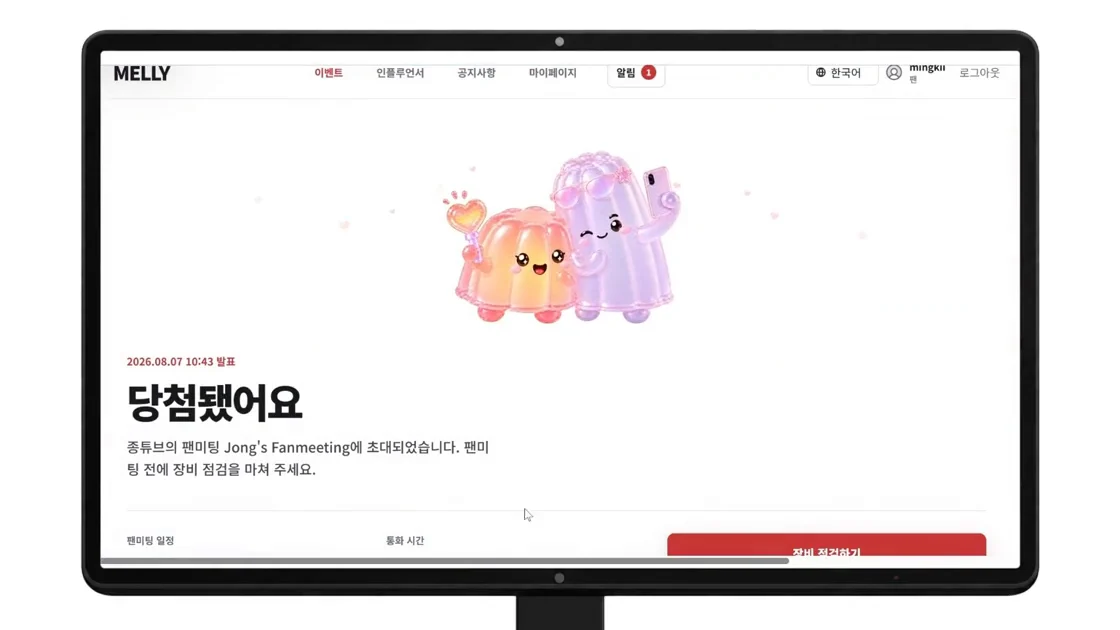 MELLY
이벤트
인플루언서
공지사항
마이페이지
알림 1
한국어
mingkii
팬
로그아웃
2026.08.07 10:43 발표
당첨됐어요
종튜브의 팬미팅 Jong's Fanmeeting에 초대되었습니다. 팬미
팅 전에 장비 점검을 마쳐 주세요.
팬미팅 일정
통화 시간
장비 점검하기